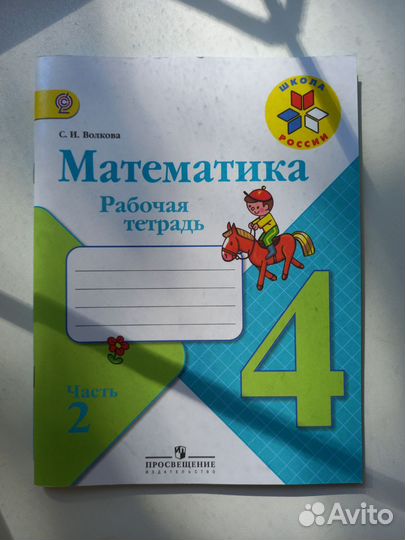 ШКОЛА
РОССИИ
С. И. Волкова
Математика
Рабочая
тетрадь
4
Часть
2
ПРОСВЕЩЕНИЕ
ИЗДАТЕЛЬСТВО
Avito